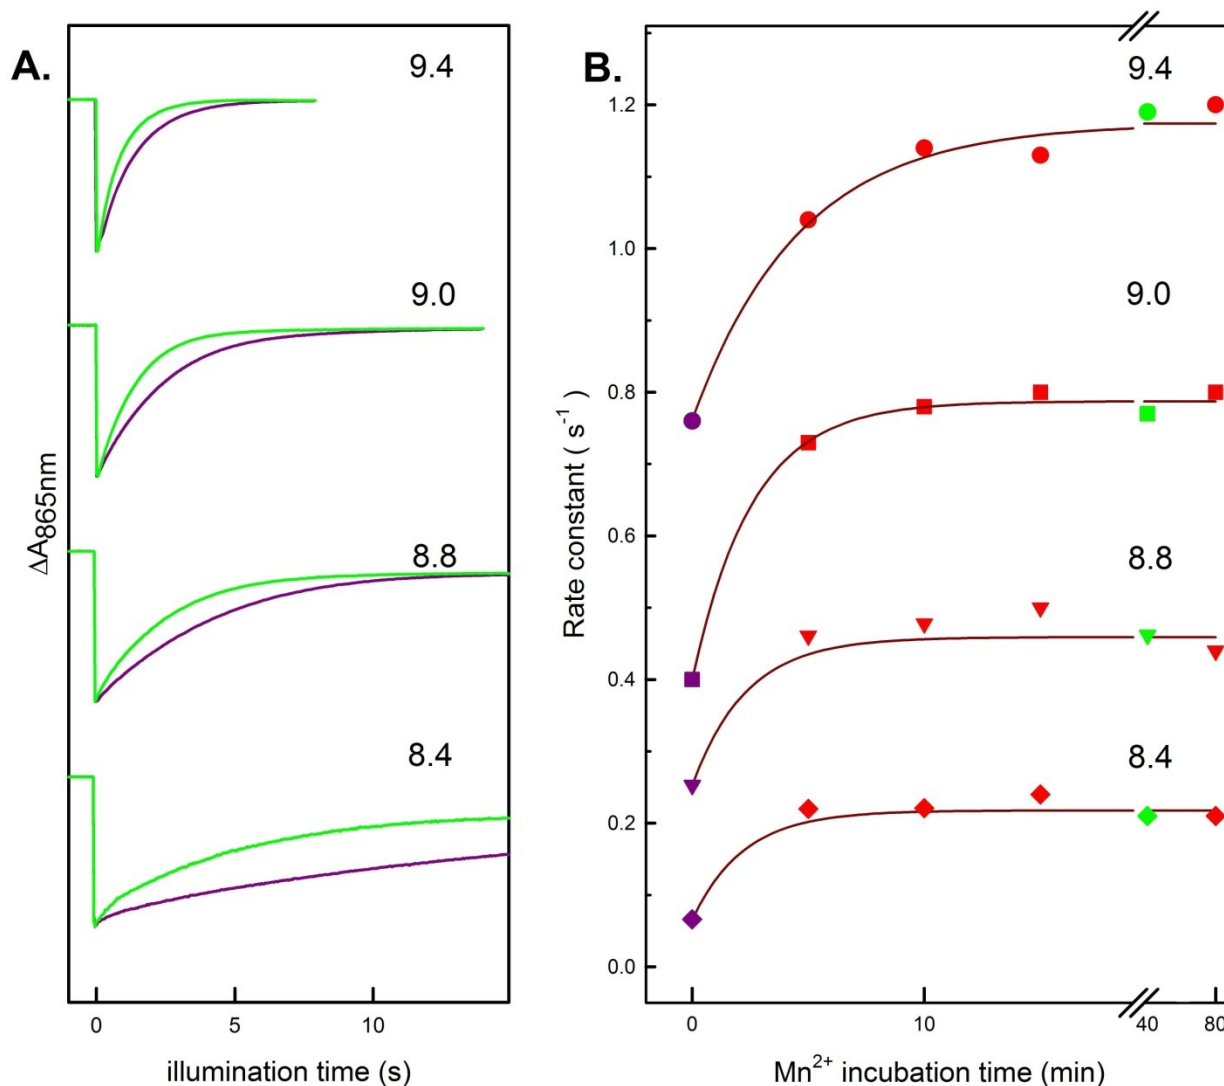 A.
9.4
9.0
8.8
8.4
ΔA865nm
0 5 10
illumination time (s)
B.
9.4
9.0
8.8
8.4
Rate constant ( s-1)
1.2
1.0
0.8
0.6
0.4
0.2
0.0
0 10 40 80
Mn2+ incubation time (min)